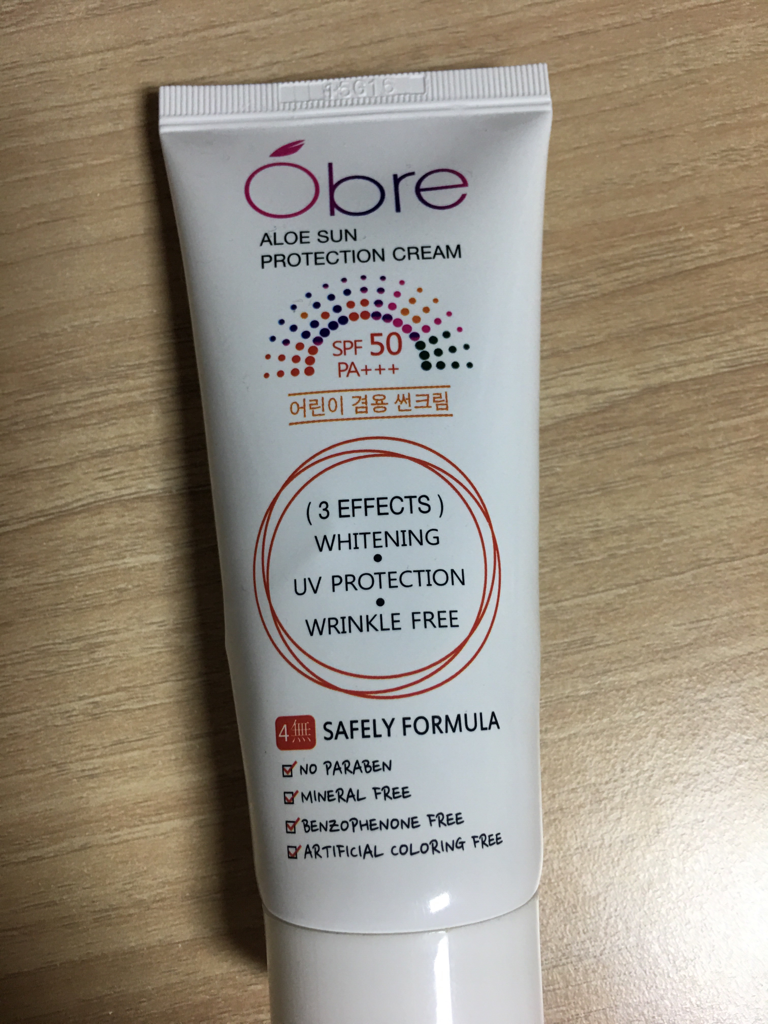 Óbre
ALOE SUN
PROTECTION CREAM
SPF 50
PA+++
어린이 겸용 썬크림
( 3 EFFECTS )
WHITENING
•
UV PROTECTION
•
WRINKLE FREE
4無 SAFELY FORMULA
NO PARABEN
MINERAL FREE
BENZOPHENONE FREE
ARTIFICIAL COLORING FREE